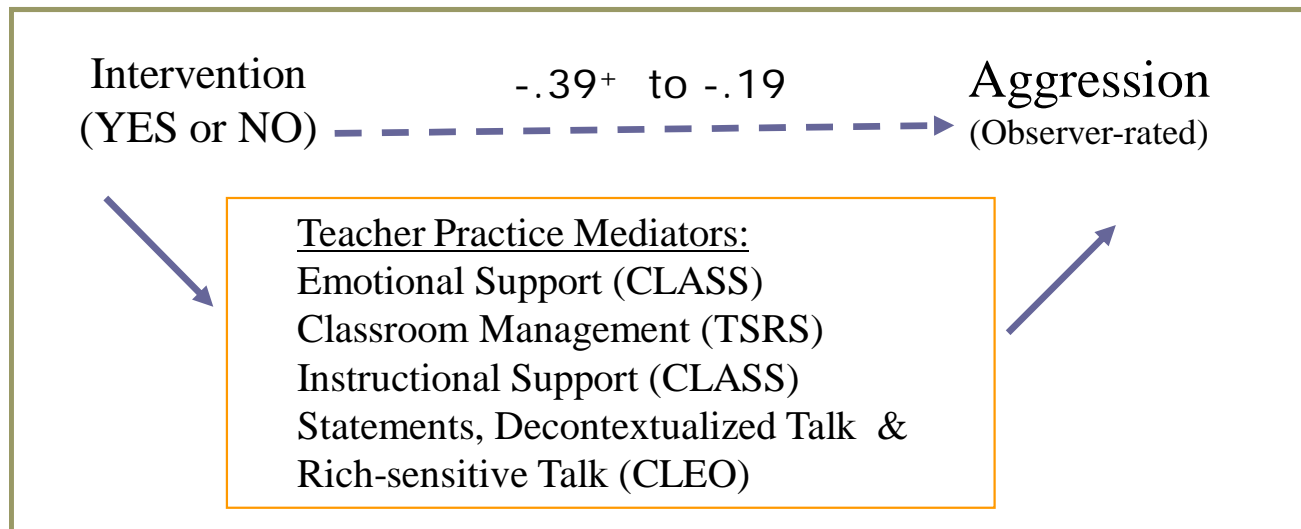 Intervention
(YES or NO)
-.39+ to -.19
Aggression
(Observer-rated)
Teacher Practice Mediators:
Emotional Support (CLASS)
Classroom Management (TSRS)
Instructional Support (CLASS)
Statements, Decontextualized Talk &
Rich-sensitive Talk (CLEO)